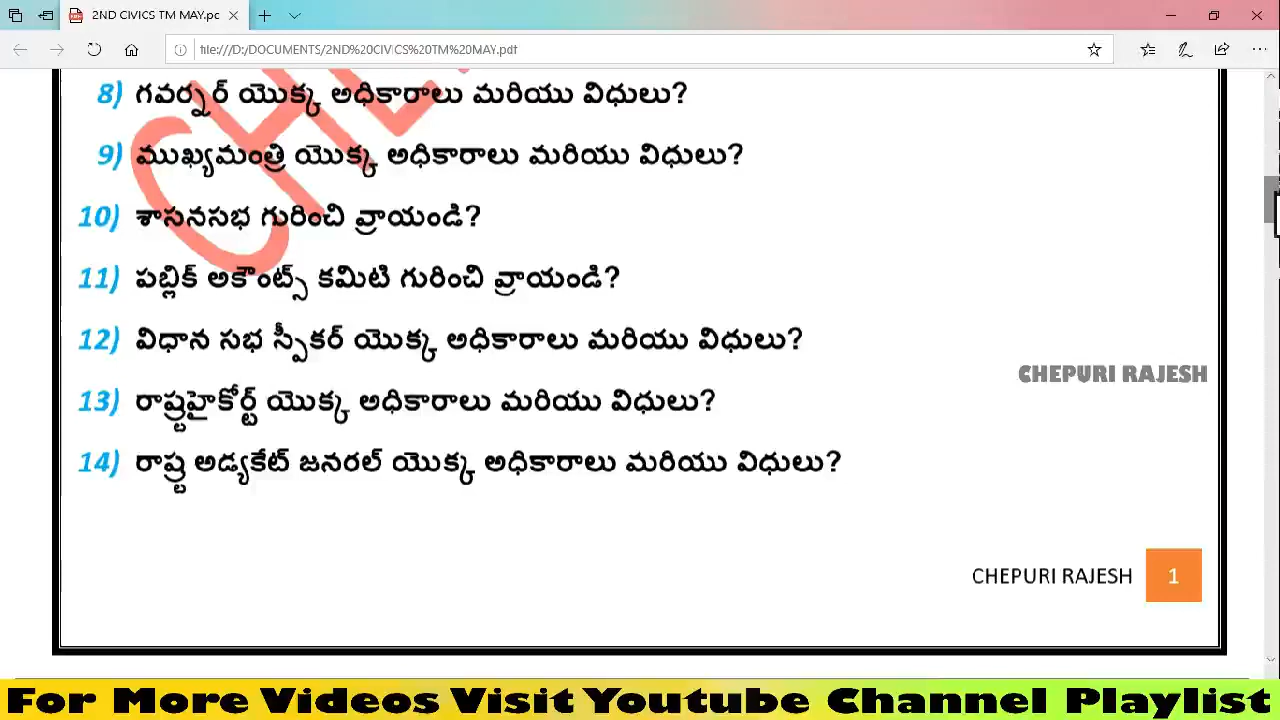 2ND CIVICS TM MAY.pc
file:///D:/DOCUMENTS/2ND%20CIVICS%20TM%20MAY.pdf
8) గవర్నర్ యొక్క అధికారాలు మరియు విధులు?
9) ముఖ్యమంత్రి యొక్క అధికారాలు మరియు విధులు?
10) శాసనసభ గురించి వ్రాయండి?
11) పబ్లిక్ అకౌంట్స్ కమిటి గురించి వ్రాయండి?
12) విధాన సభ స్పీకర్ యొక్క అధికారాలు మరియు విధులు?
CHEPURI RAJESH
13) రాష్ట్రహైకోర్ట్ యొక్క అధికారాలు మరియు విధులు?
14) రాష్ట్ర అడ్యకేట్ జనరల్ యొక్క అధికారాలు మరియు విధులు?
CHEPURI RAJESH 1
For More Videos Visit Youtube Channel Playlist